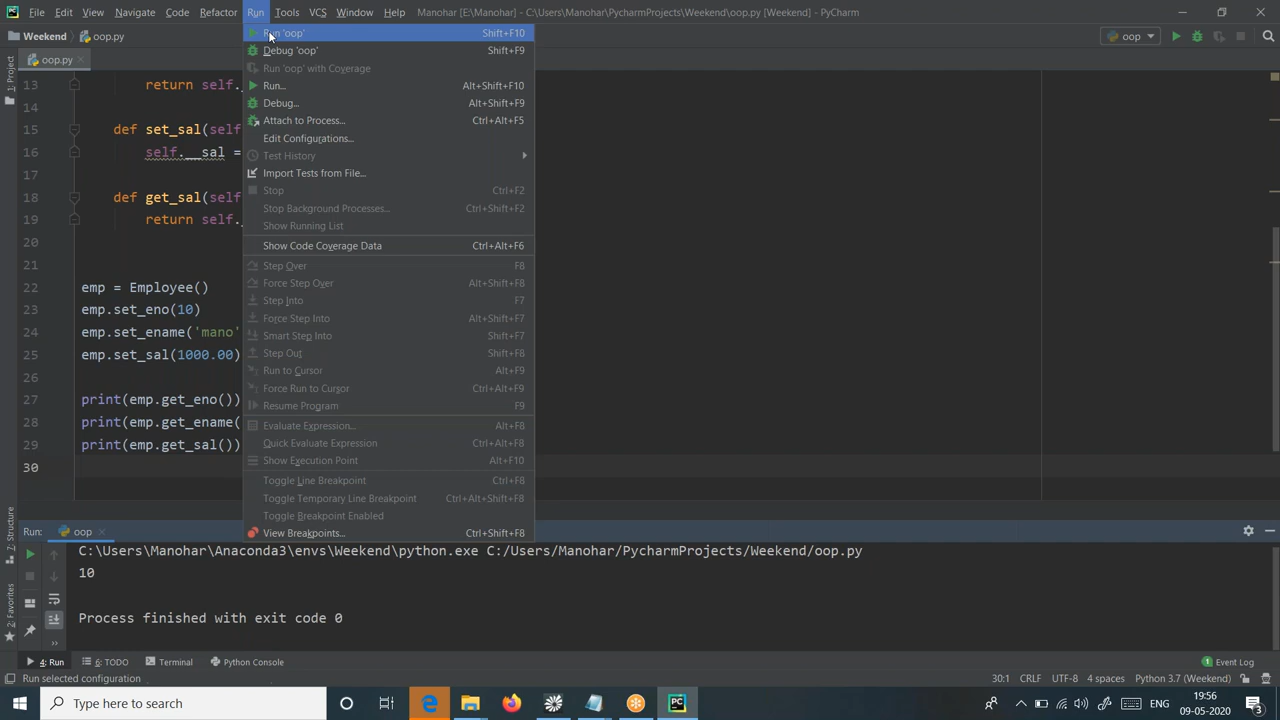 File Edit View Navigate Code Refactor Run Tools VCS Window Help Manohar [E:\Manohar] - C:\Users\Manohar\PycharmProjects\Weekend\oop.py [Weekend] - PyCharm
Weekend oop.py oop
oop.py
Run 'oop' Shift+F10
Debug 'oop' Shift+F9
Run 'oop' with Coverage
Run... Alt+Shift+F10
Debug... Alt+Shift+F9
Attach to Process... Ctrl+Alt+F5
Edit Configurations...
Test History
Import Tests from File...
Stop Ctrl+F2
Stop Background Processes... Ctrl+Shift+F2
Show Running List
Show Code Coverage Data Ctrl+Alt+F6
Step Over F8
Force Step Over Alt+Shift+F8
Step Into F7
Force Step Into Alt+Shift+F7
Smart Step Into Shift+F7
Step Out Shift+F8
Run to Cursor Alt+F9
Force Run to Cursor Ctrl+Alt+F9
Resume Program F9
Evaluate Expression... Alt+F8
Quick Evaluate Expression Ctrl+Alt+F8
Show Execution Point Alt+F10
Toggle Line Breakpoint Ctrl+F8
Toggle Temporary Line Breakpoint Ctrl+Alt+Shift+F8
Toggle Breakpoint Enabled
View Breakpoints... Ctrl+Shift+F8
1: Project
7: Structure
2: Favorites
13 return self._
14
15 def set_sal(self
16 self.__sal =
17
18 def get_sal(self
19 return self._
20
21
22 emp = Employee()
23 emp.set_eno(10)
24 emp.set_ename('mano'
25 emp.set_sal(1000.00)
26
27 print(emp.get_eno())
28 print(emp.get_ename(
29 print(emp.get_sal())
30
Run: oop
C:\Users\Manohar\Anaconda3\envs\Weekend\python.exe C:/Users/Manohar/PycharmProjects/Weekend/oop.py
10
Process finished with exit code 0
4: Run 6: TODO Terminal Python Console 1 Event Log
Run selected configuration 30:1 CRLF UTF-8 4 spaces Python 3.7 (Weekend)
Type here to search
19:56
09-05-2020
3